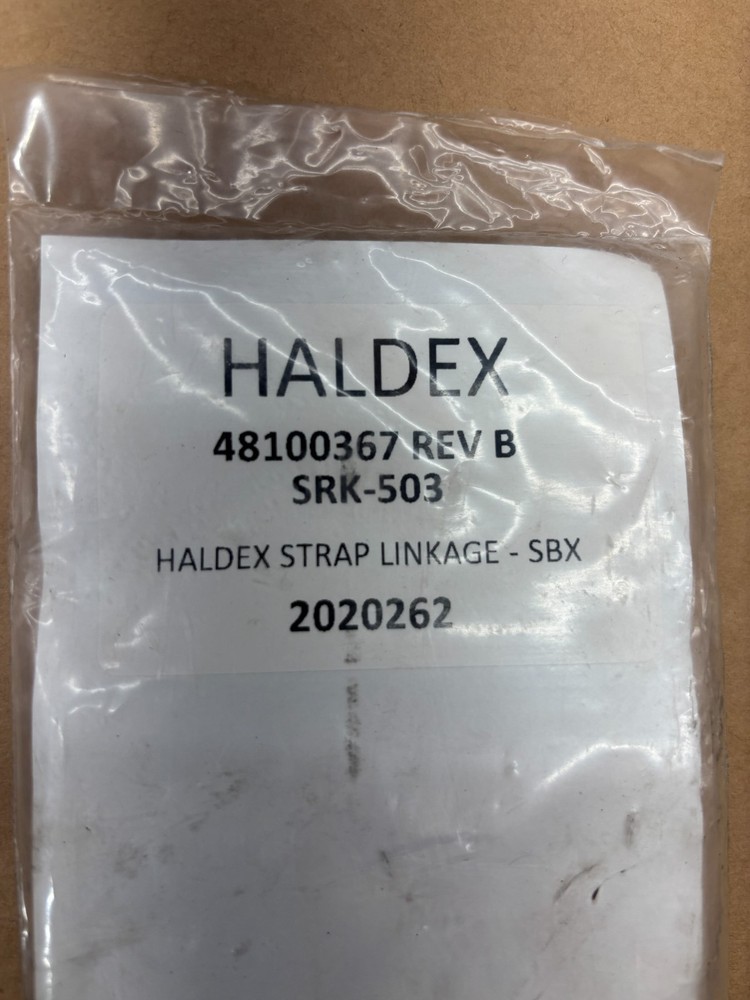 HALDEX
48100367 REV B
SRK-503
HALDEX STRAP LINKAGE - SBX
2020262